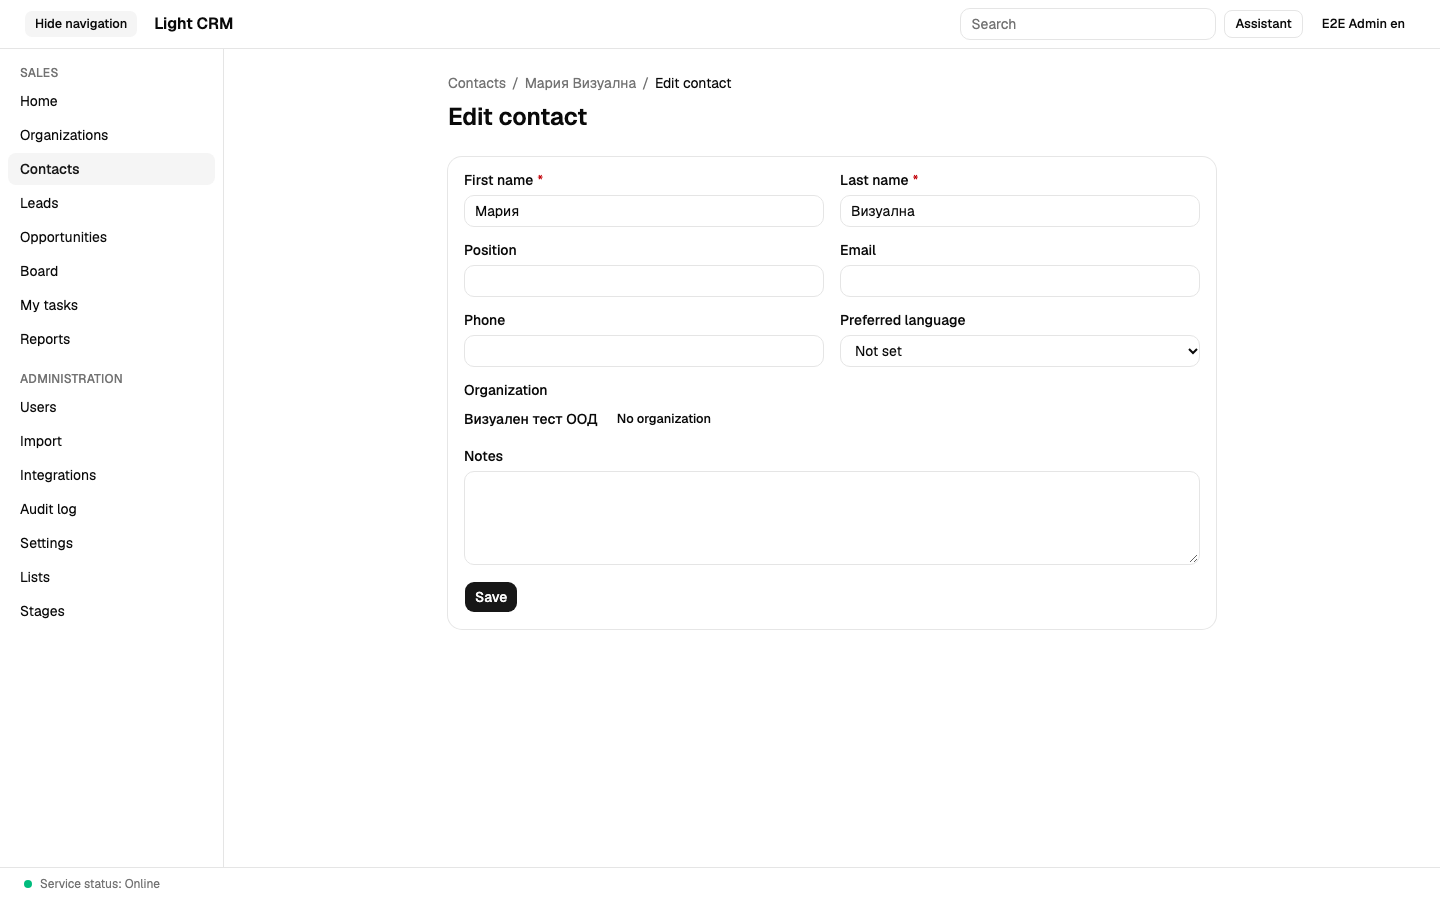 Hide navigation
Light CRM
Search
Assistant
E2E Admin en
SALES
Home
Organizations
Contacts
Leads
Opportunities
Board
My tasks
Reports
ADMINISTRATION
Users
Import
Integrations
Audit log
Settings
Lists
Stages
Contacts / Мария Визуална / Edit contact
Edit contact
First name *
Мария
Last name *
Визуална
Position
Email
Phone
Preferred language
Not set
Organization
Визуален тест ООД No organization
Notes
Save
Service status: Online